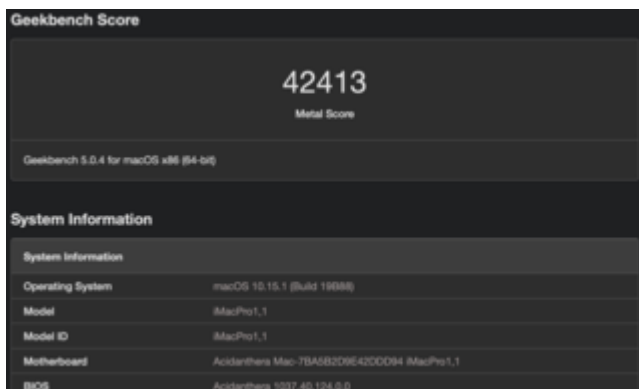 Geekbench Score
42413
Metal Score
Geekbench 5.0.4 for macOS x86 (64-bit)
System Information
System Information
Operating System macOS 10.15.1 (Build 19B88)
Model iMacPro1,1
Model ID iMacPro1,1
Motherboard Acidanthera Mac-7BA5B2D9E42DDD94 iMacPro1,1
BIOS Acidanthera 1037.40.124.0.0